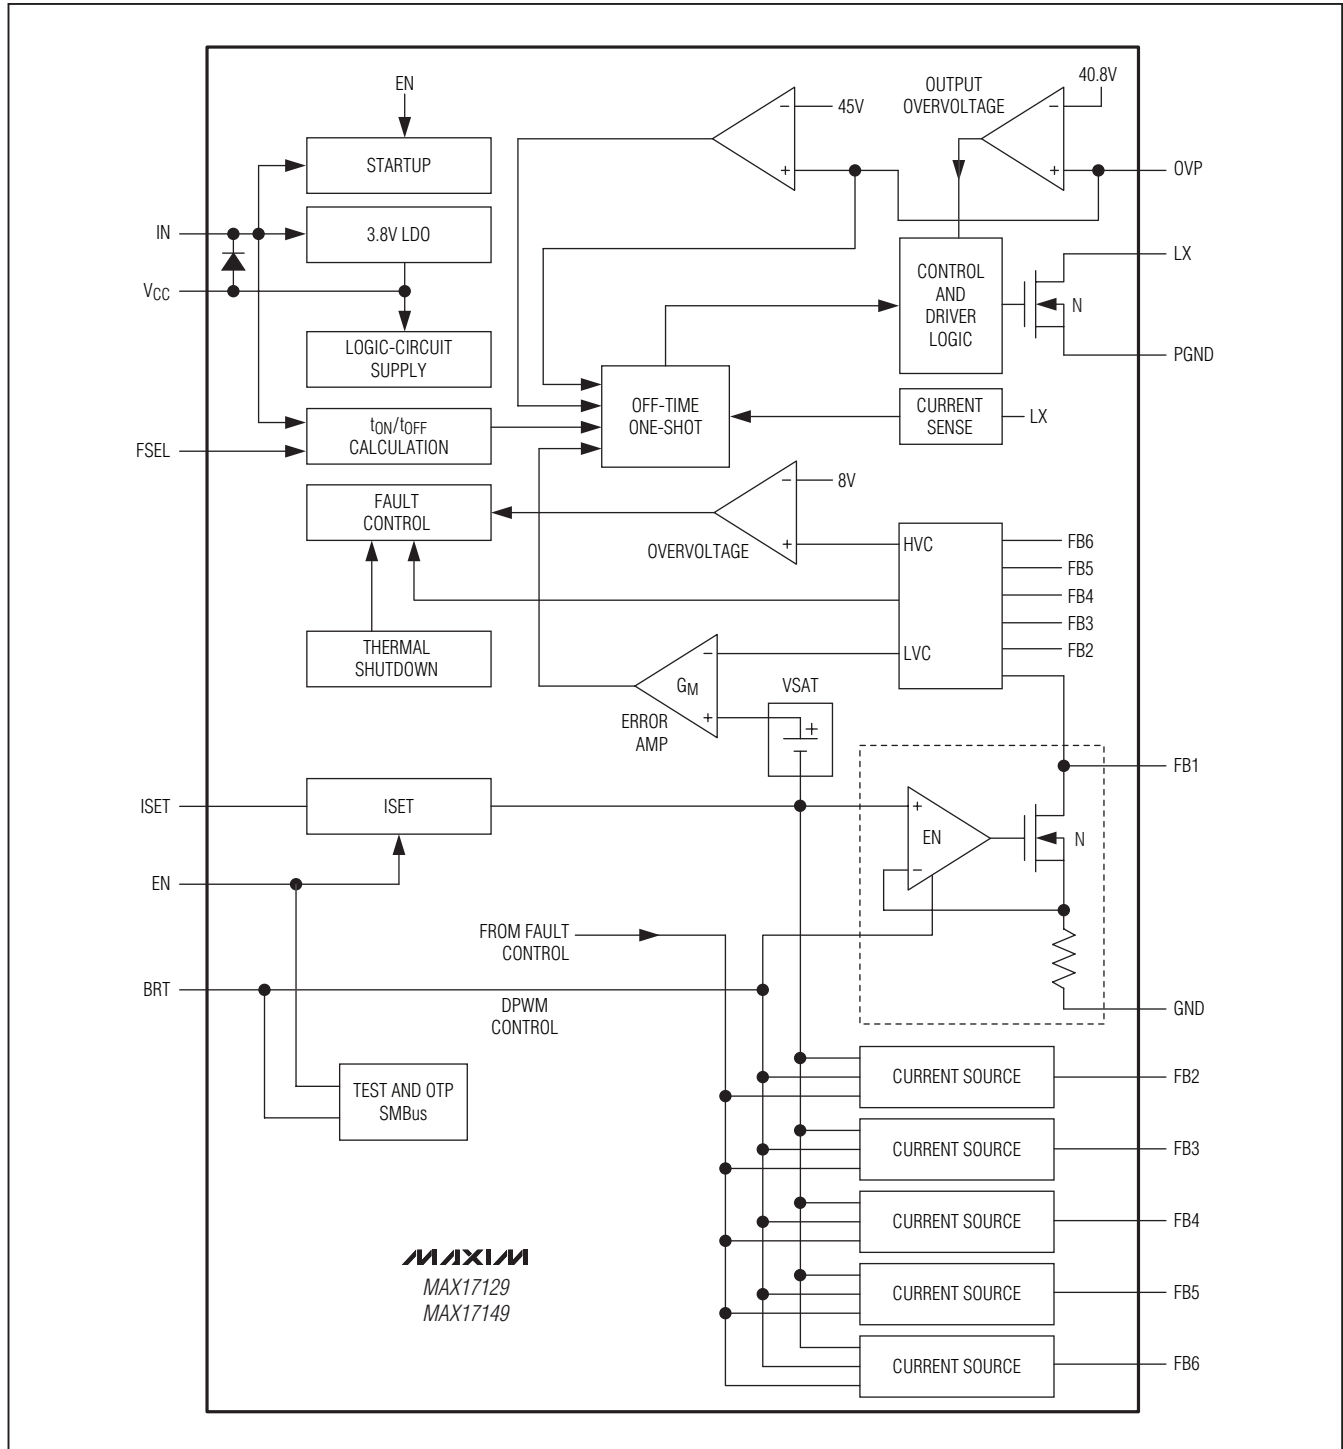 EN
40.8V
OUTPUT
OVERVOLTAGE
−
45V
−
STARTUP
+
+
OVP
IN
3.8V LDO
LX
CONTROL
AND
DRIVER
LOGIC
N
VCC
LOGIC-CIRCUIT
SUPPLY
PGND
OFF-TIME
ONE-SHOT
CURRENT
SENSE
LX
tON/tOFF
CALCULATION
FSEL
−
8V
FAULT
CONTROL
OVERVOLTAGE
+
HVC
FB6
FB5
FB4
FB3
FB2
THERMAL
SHUTDOWN
−
LVC
GM
VSAT
+
+
ERROR
AMP
FB1
ISET
ISET
+
EN
N
−
EN
FROM FAULT
CONTROL
BRT
DPWM
CONTROL
GND
TEST AND OTP
SMBus
CURRENT SOURCE
FB2
CURRENT SOURCE
FB3
CURRENT SOURCE
FB4
MAXIM
MAX17129
MAX17149
CURRENT SOURCE
FB5
CURRENT SOURCE
FB6